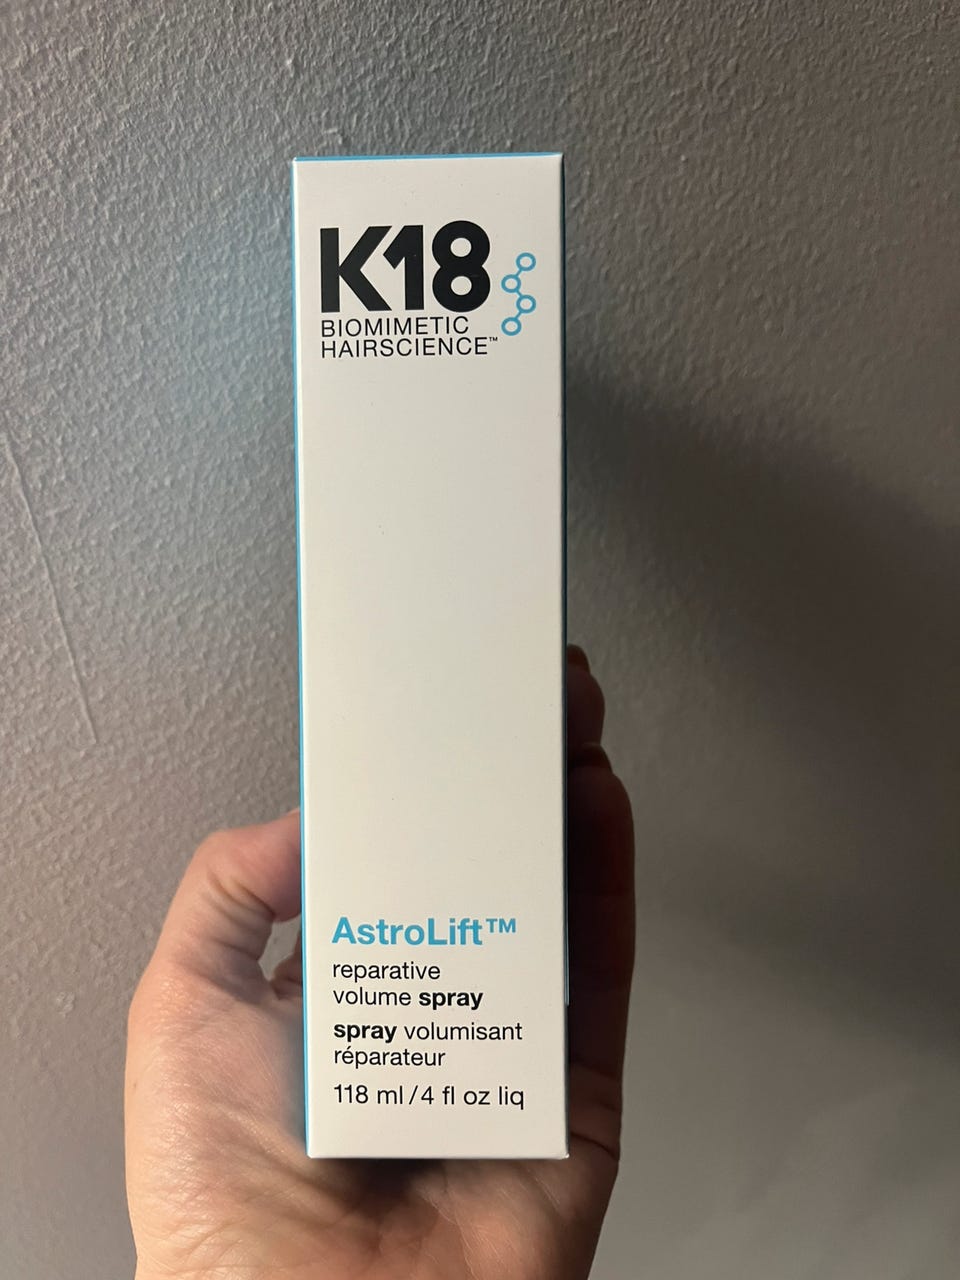 K18
BIOMIMETIC
HAIRSCIENCE™
AstroLift™
reparative
volume spray
spray volumisant
réparateur
118 ml/4 fl oz liq